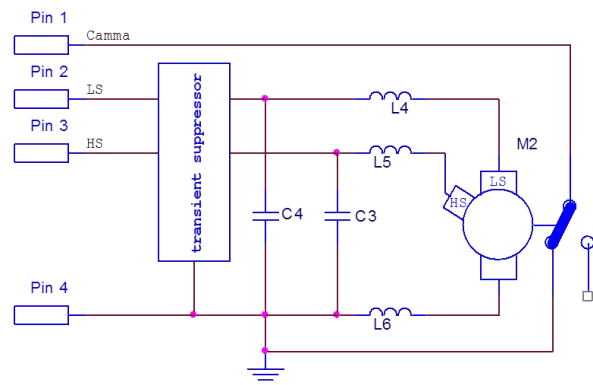 Pin 1
Camma
Pin 2
LS
Pin 3
HS
transient suppressor
L4
L5
M2
LS
HS
C4
C3
Pin 4
L6